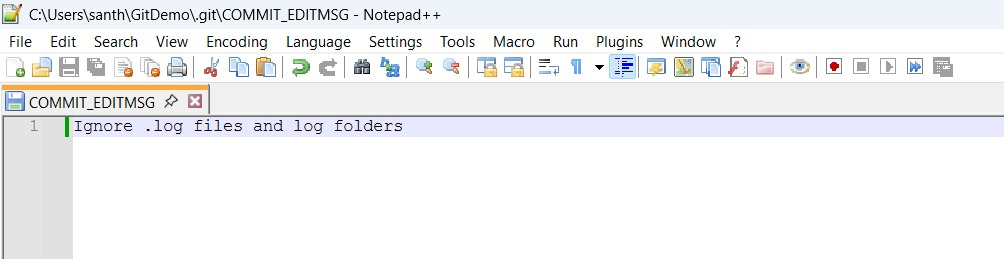 C:\Users\santh\GitDemo\.git\COMMIT_EDITMSG - Notepad++
File Edit Search View Encoding Language Settings Tools Macro Run Plugins Window ?
COMMIT_EDITMSG
1 Ignore .log files and log folders